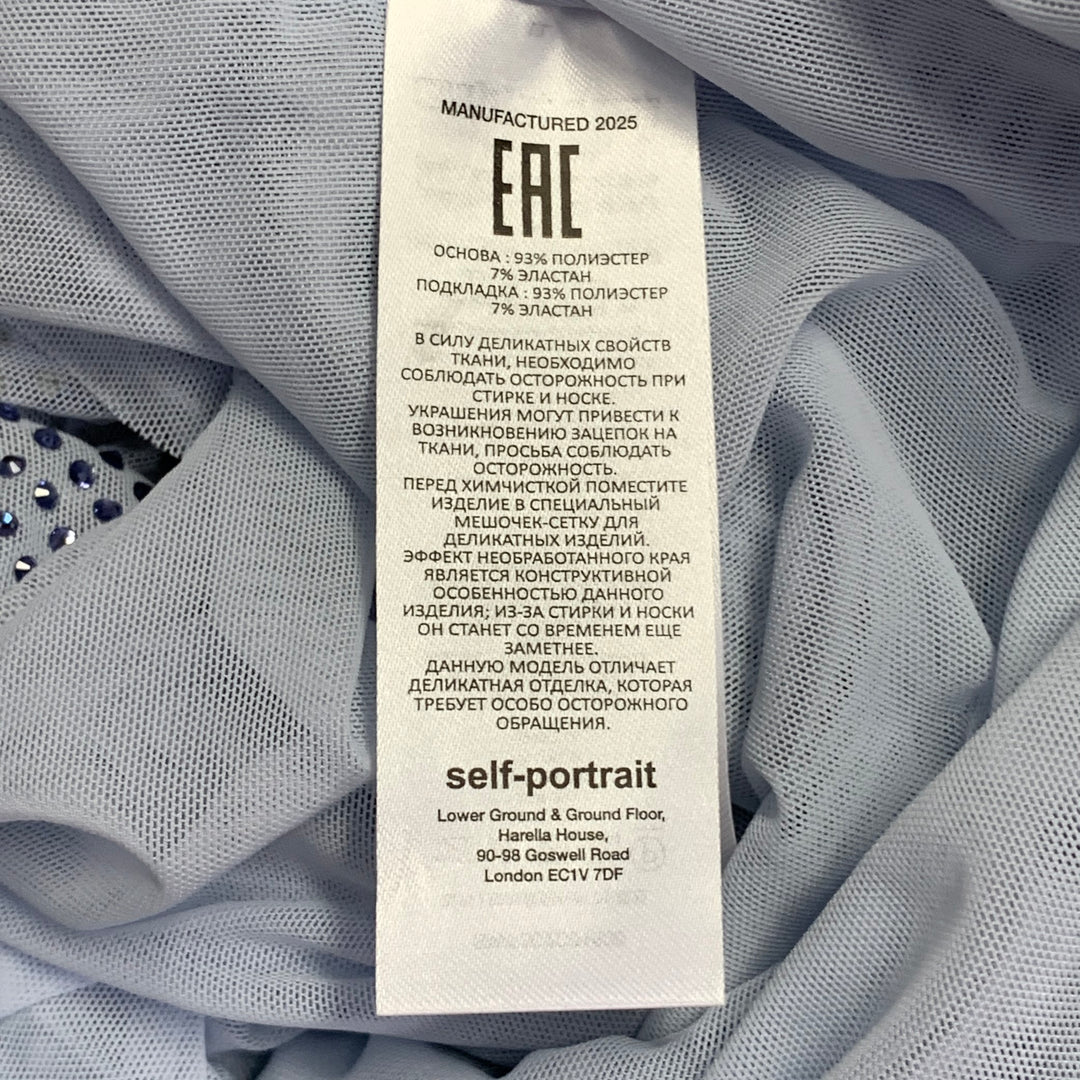 MANUFACTURED 2025
EAC
ОСНОВА : 93% ПОЛИЭСТЕР
7% ЭЛАСТАН
ПОДКЛАДКА : 93% ПОЛИЭСТЕР
7% ЭЛАСТАН
В СИЛУ ДЕЛИКАТНЫХ СВОЙСТВ
ТКАНИ, НЕОБХОДИМО
СОБЛЮДАТЬ ОСТОРОЖНОСТЬ ПРИ
СТИРКЕ И НОСКЕ.
УКРАШЕНИЯ МОГУТ ПРИВЕСТИ К
ВОЗНИКНОВЕНИЮ ЗАЦЕПОК НА
ТКАНИ, ПРОСЬБА СОБЛЮДАТЬ
ОСТОРОЖНОСТЬ.
ПЕРЕД ХИМЧИСТКОЙ ПОМЕСТИТЕ
ИЗДЕЛИЕ В СПЕЦИАЛЬНЫЙ
МЕШОЧЕК-СЕТКУ ДЛЯ
ДЕЛИКАТНЫХ ИЗДЕЛИЙ.
ЭФФЕКТ НЕОБРАБОТАННОГО КРАЯ
ЯВЛЯЕТСЯ КОНСТРУКТИВНОЙ
ОСОБЕННОСТЬЮ ДАННОГО
ИЗДЕЛИЯ; ИЗ-ЗА СТИРКИ И НОСКИ
ОН СТАНЕТ СО ВРЕМЕНЕМ ЕЩЕ
ЗАМЕТНЕЕ.
ДАННУЮ МОДЕЛЬ ОТЛИЧАЕТ
ДЕЛИКАТНАЯ ОТДЕЛКА, КОТОРАЯ
ТРЕБУЕТ ОСОБО ОСТОРОЖНОГО
ОБРАЩЕНИЯ.
self-portrait
Lower Ground & Ground Floor,
Harella House,
90-98 Goswell Road
London EC1V 7DF